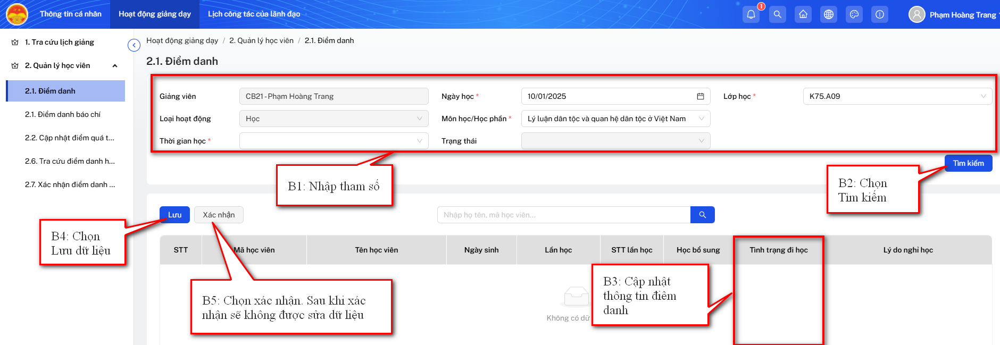 Thông tin cá nhân
Hoạt động giảng dạy
Lịch công tác của lãnh đạo
1
Phạm Hoàng Trang
1. Tra cứu lịch giảng
2. Quản lý học viên
2.1. Điểm danh
2.1. Điểm danh báo chí
2.2. Cập nhật điểm quá t...
2.6. Tra cứu điểm danh h...
2.7. Xác nhận điểm danh ...
Hoạt động giảng dạy / 2. Quản lý học viên / 2.1. Điểm danh
2.1. Điểm danh
Giảng viên CB21 - Phạm Hoàng Trang Ngày học * 10/01/2025 Lớp học * K75.A09
Loại hoạt động Học Môn học/Học phần * Lý luận dân tộc và quan hệ dân tộc ở Việt Nam
Thời gian học * Trạng thái
Tìm kiếm
B1: Nhập tham số
B2: Chọn
Tìm kiếm
Lưu Xác nhận Nhập họ tên, mã học viên...
B4: Chọn
Lưu dữ liệu
STT Mã học viên Tên học viên Ngày sinh Lần học STT lần học Học bổ sung Tình trạng đi học Lý do nghỉ học
B3: Cập nhật
thông tin điêm
danh
B5: Chọn xác nhận. Sau khi xác
nhận sẽ không được sửa dữ liệu
Không có dữ